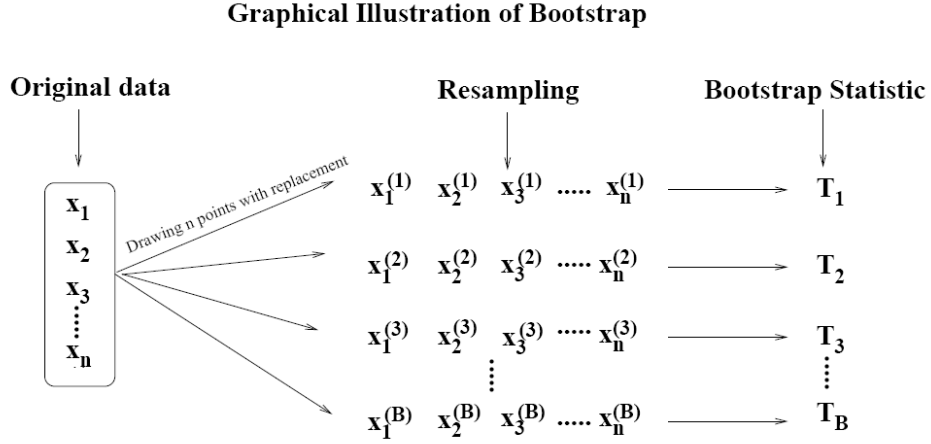 Graphical Illustration of Bootstrap
Original data Resampling Bootstrap Statistic
Drawing n points with replacement
x₁
x₂
x₃
......
xₙ
x₁⁽¹⁾ x₂⁽¹⁾ x₃⁽¹⁾ ..... xₙ⁽¹⁾ T₁
x₁⁽²⁾ x₂⁽²⁾ x₃⁽²⁾ ..... xₙ⁽²⁾ T₂
x₁⁽³⁾ x₂⁽³⁾ x₃⁽³⁾ ..... xₙ⁽³⁾ T₃
...... ......
x₁⁽ᴮ⁾ x₂⁽ᴮ⁾ x₃⁽ᴮ⁾ ..... xₙ⁽ᴮ⁾ T_B